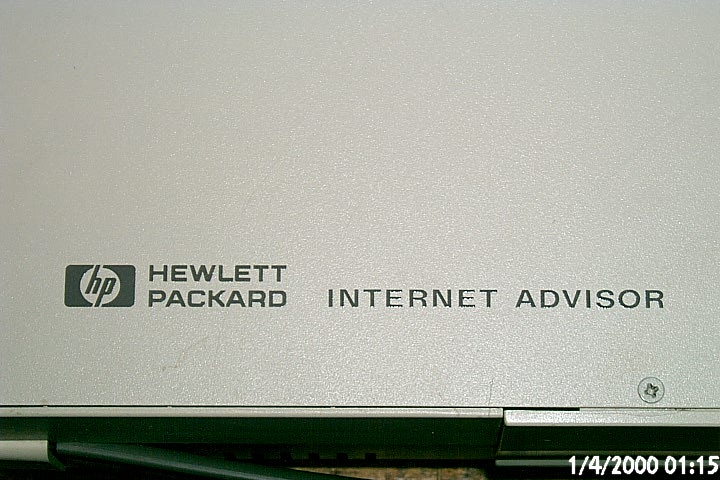 hp HEWLETT
PACKARD INTERNET ADVISOR
1/4/2000 01:15